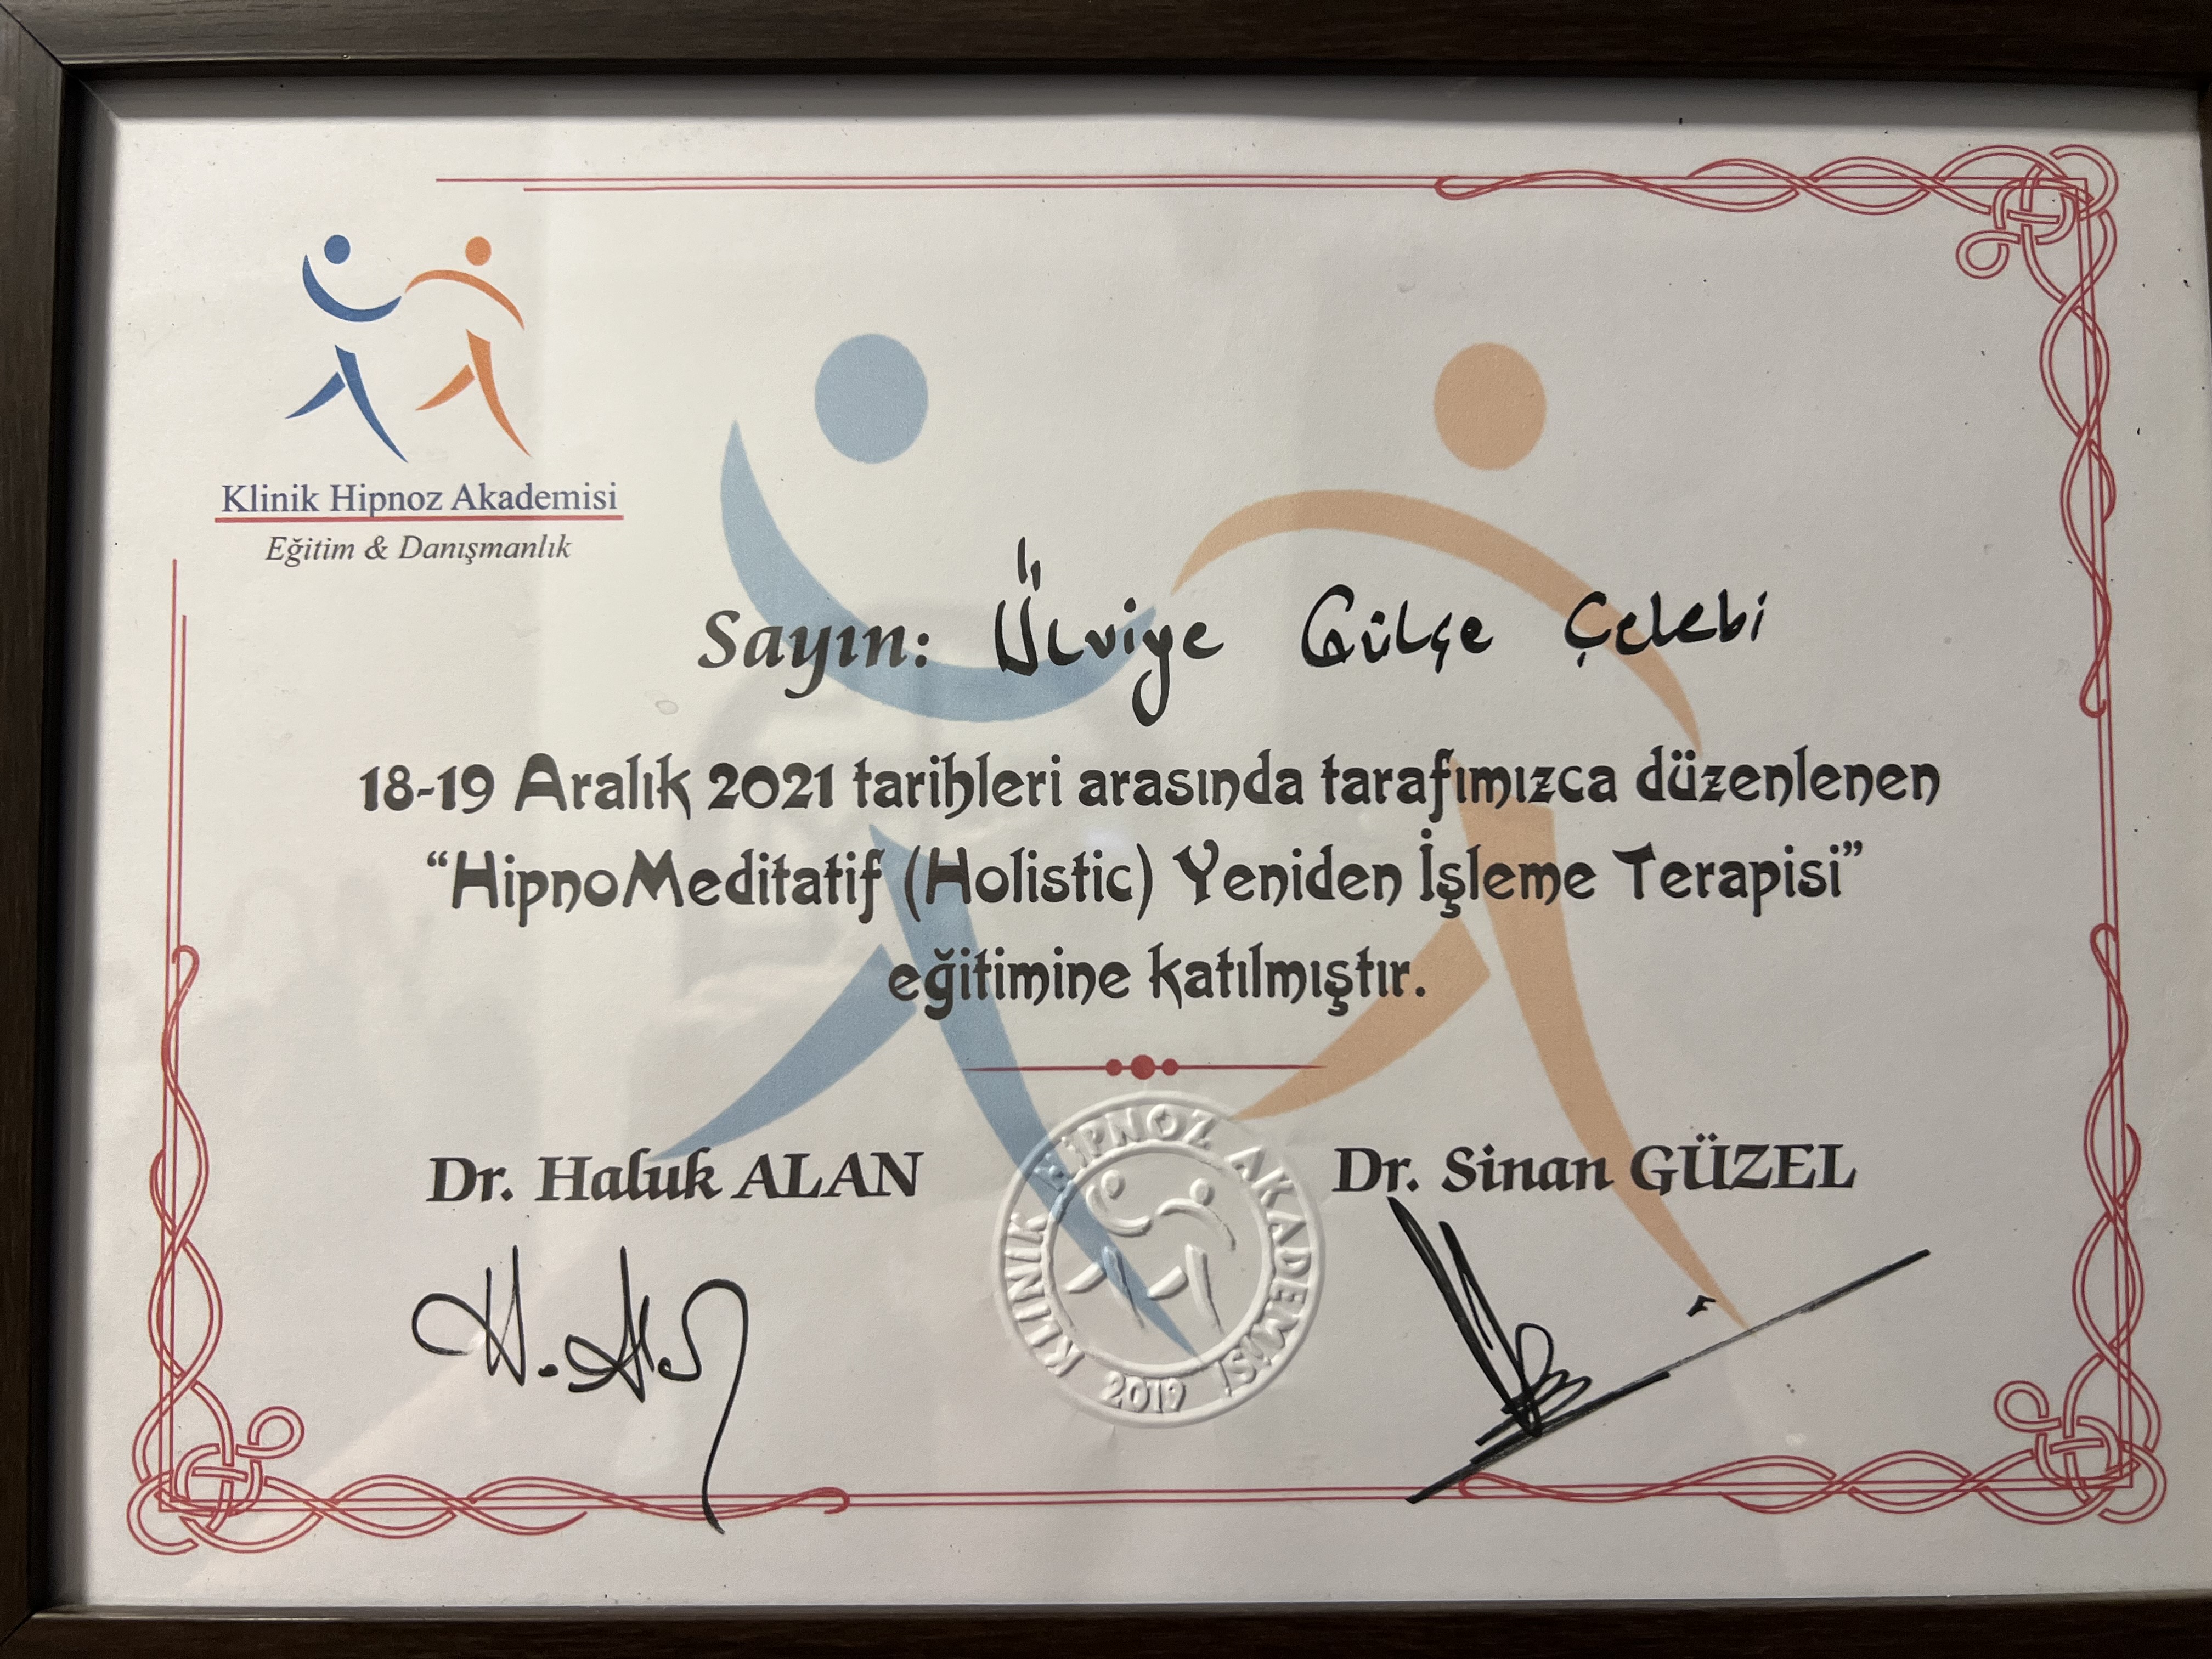 Klinik Hipnoz Akademisi
Eğitim & Danışmanlık
Sayın: Ülviye Gülçe Çelebi
18-19 Aralık 2021 tarihleri arasında tarafımızca düzenlenen
“HipnoMeditatif (Holistic) Yeniden İşleme Terapisi”
eğitimine katılmıştır.
Dr. Haluk ALAN
Dr. Sinan GÜZEL
KLİNİK HİPNOZ AKADEMİSİ
2019